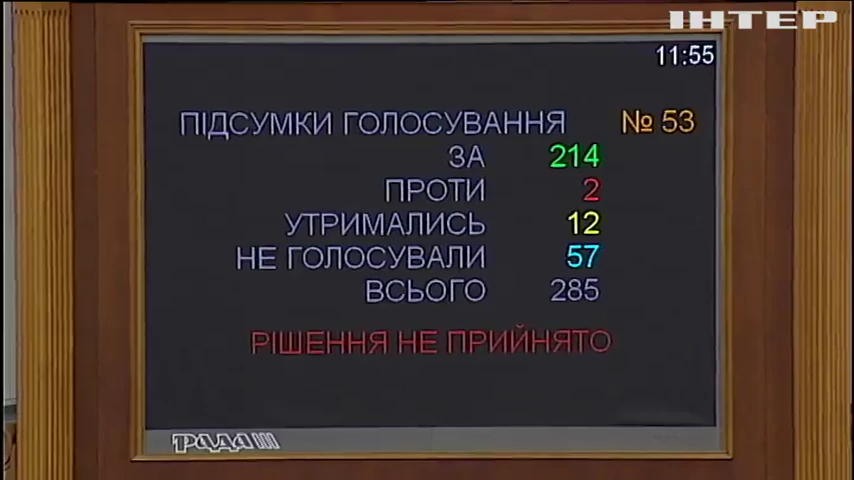 ІНТЕР
11:55
ПІДСУМКИ ГОЛОСУВАННЯ № 53
ЗА 214
ПРОТИ 2
УТРИМАЛИСЬ 12
НЕ ГОЛОСУВАЛИ 57
ВСЬОГО 285
РІШЕННЯ НЕ ПРИЙНЯТО
РАДА